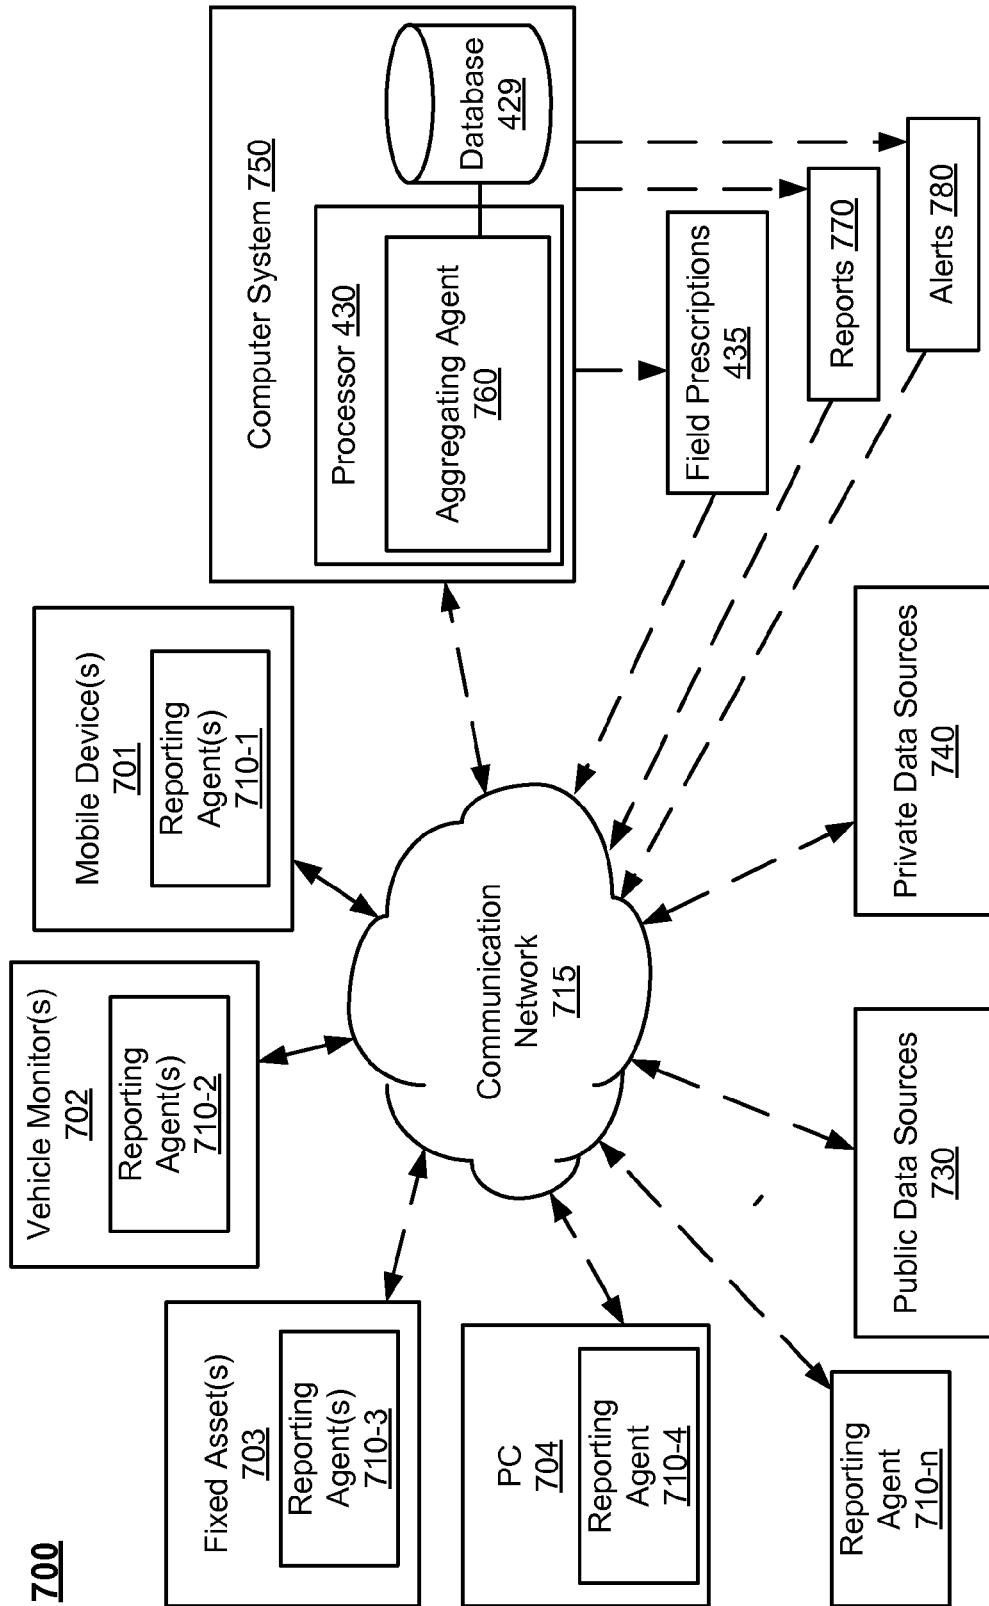 700
Fixed Asset(s)
703
Reporting
Agent(s)
710-3
Vehicle Monitor(s)
702
Reporting
Agent(s)
710-2
Mobile Device(s)
701
Reporting
Agent(s)
710-1
Computer System 750
Processor 430
Aggregating Agent
760
Database
429
PC
704
Reporting
Agent
710-4
Communication
Network
715
Field Prescriptions
435
Reports 770
Alerts 780
Reporting
Agent
710-n
Public Data Sources
730
Private Data Sources
740